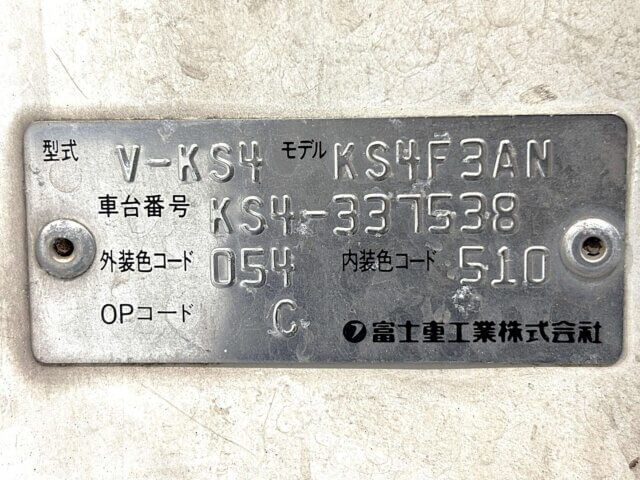 型式 V-KS4 モデル KS4F3AN
車台番号 KS4-337538
外装色コード 054 内装色コード 510
OPコード C 富士重工業株式会社